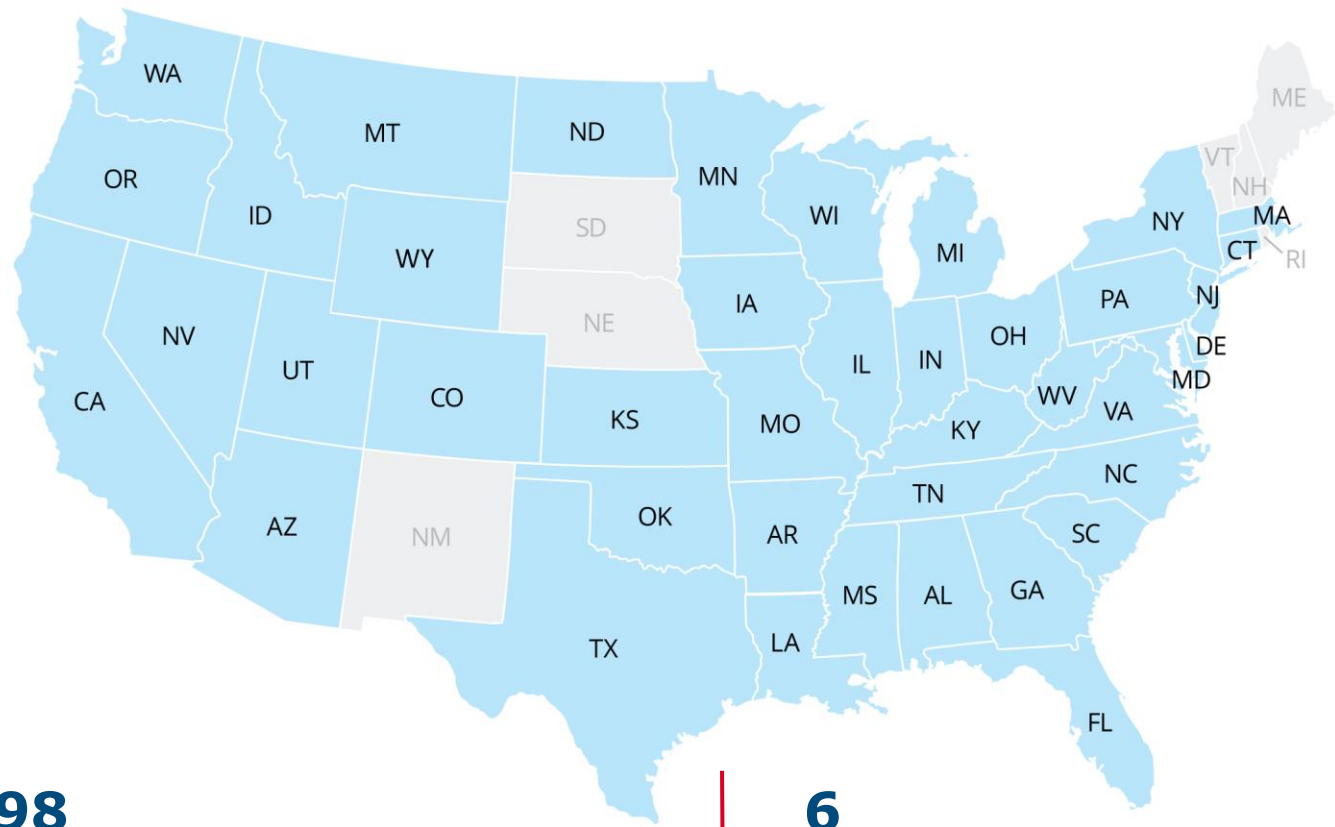 WA
MT
ND
MN
OR
ID
WY
SD
WI
MI
NY
VT
NH
ME
MA
CT
RI
NV
UT
CO
NE
IA
IL
IN
OH
PA
NJ
DE
MD
CA
KS
MO
KY
WV
VA
AZ
NM
OK
AR
TN
NC
SC
TX
LA
MS
AL
GA
FL
98
6